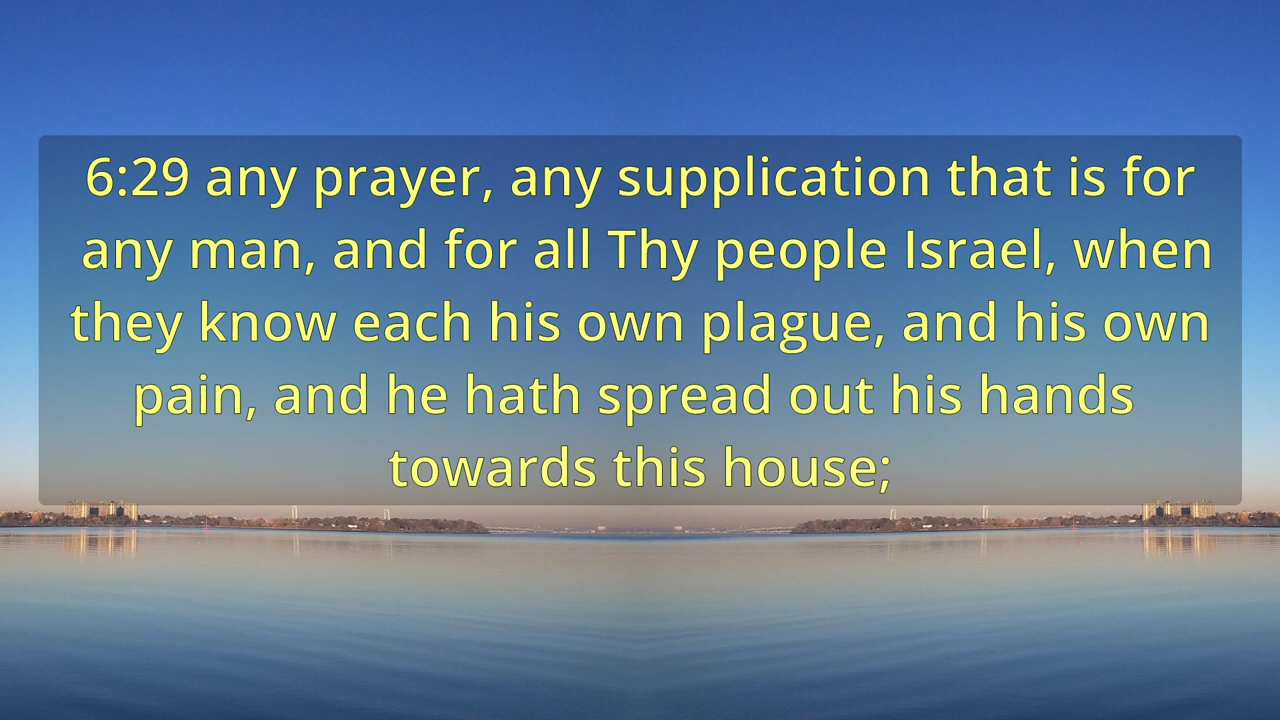 6:29 any prayer, any supplication that is for
any man, and for all Thy people Israel, when
they know each his own plague, and his own
pain, and he hath spread out his hands
towards this house;